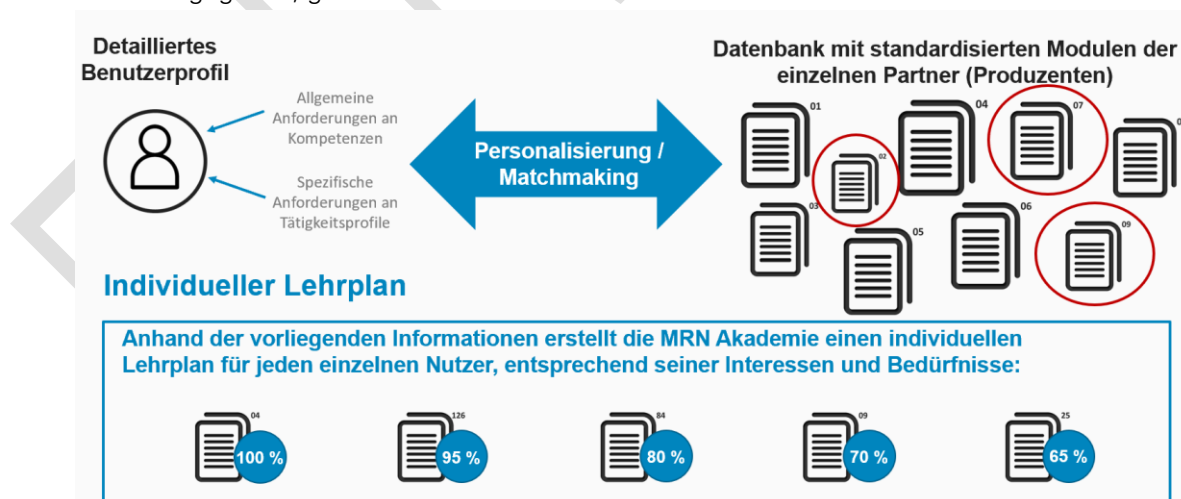 Detailliertes
Benutzerprofil
Allgemeine
Anforderungen an
Kompetenzen
Spezifische
Anforderungen an
Tätigkeitsprofile
Personalisierung /
Matchmaking
Datenbank mit standardisierten Modulen der
einzelnen Partner (Produzenten)
01
02
04
07
03
05
06
09
Individueller Lehrplan
Anhand der vorliegenden Informationen erstellt die MRN Akademie einen individuellen
Lehrplan für jeden einzelnen Nutzer, entsprechend seiner Interessen und Bedürfnisse:
04
100 %
126
95 %
84
80 %
09
70 %
25
65 %